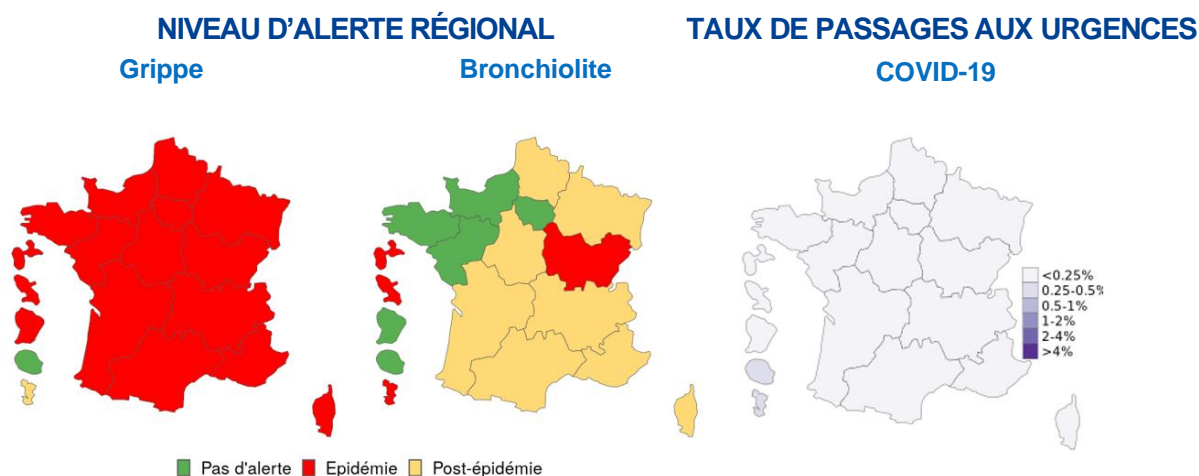 NIVEAU D’ALERTE RÉGIONAL
Grippe
Bronchiolite
Pas d'alerte
Epidémie
Post-épidémie
TAUX DE PASSAGES AUX URGENCES
COVID-19
<0.25%
0.25-0.5%
0.5-1%
1-2%
2-4%
>4%